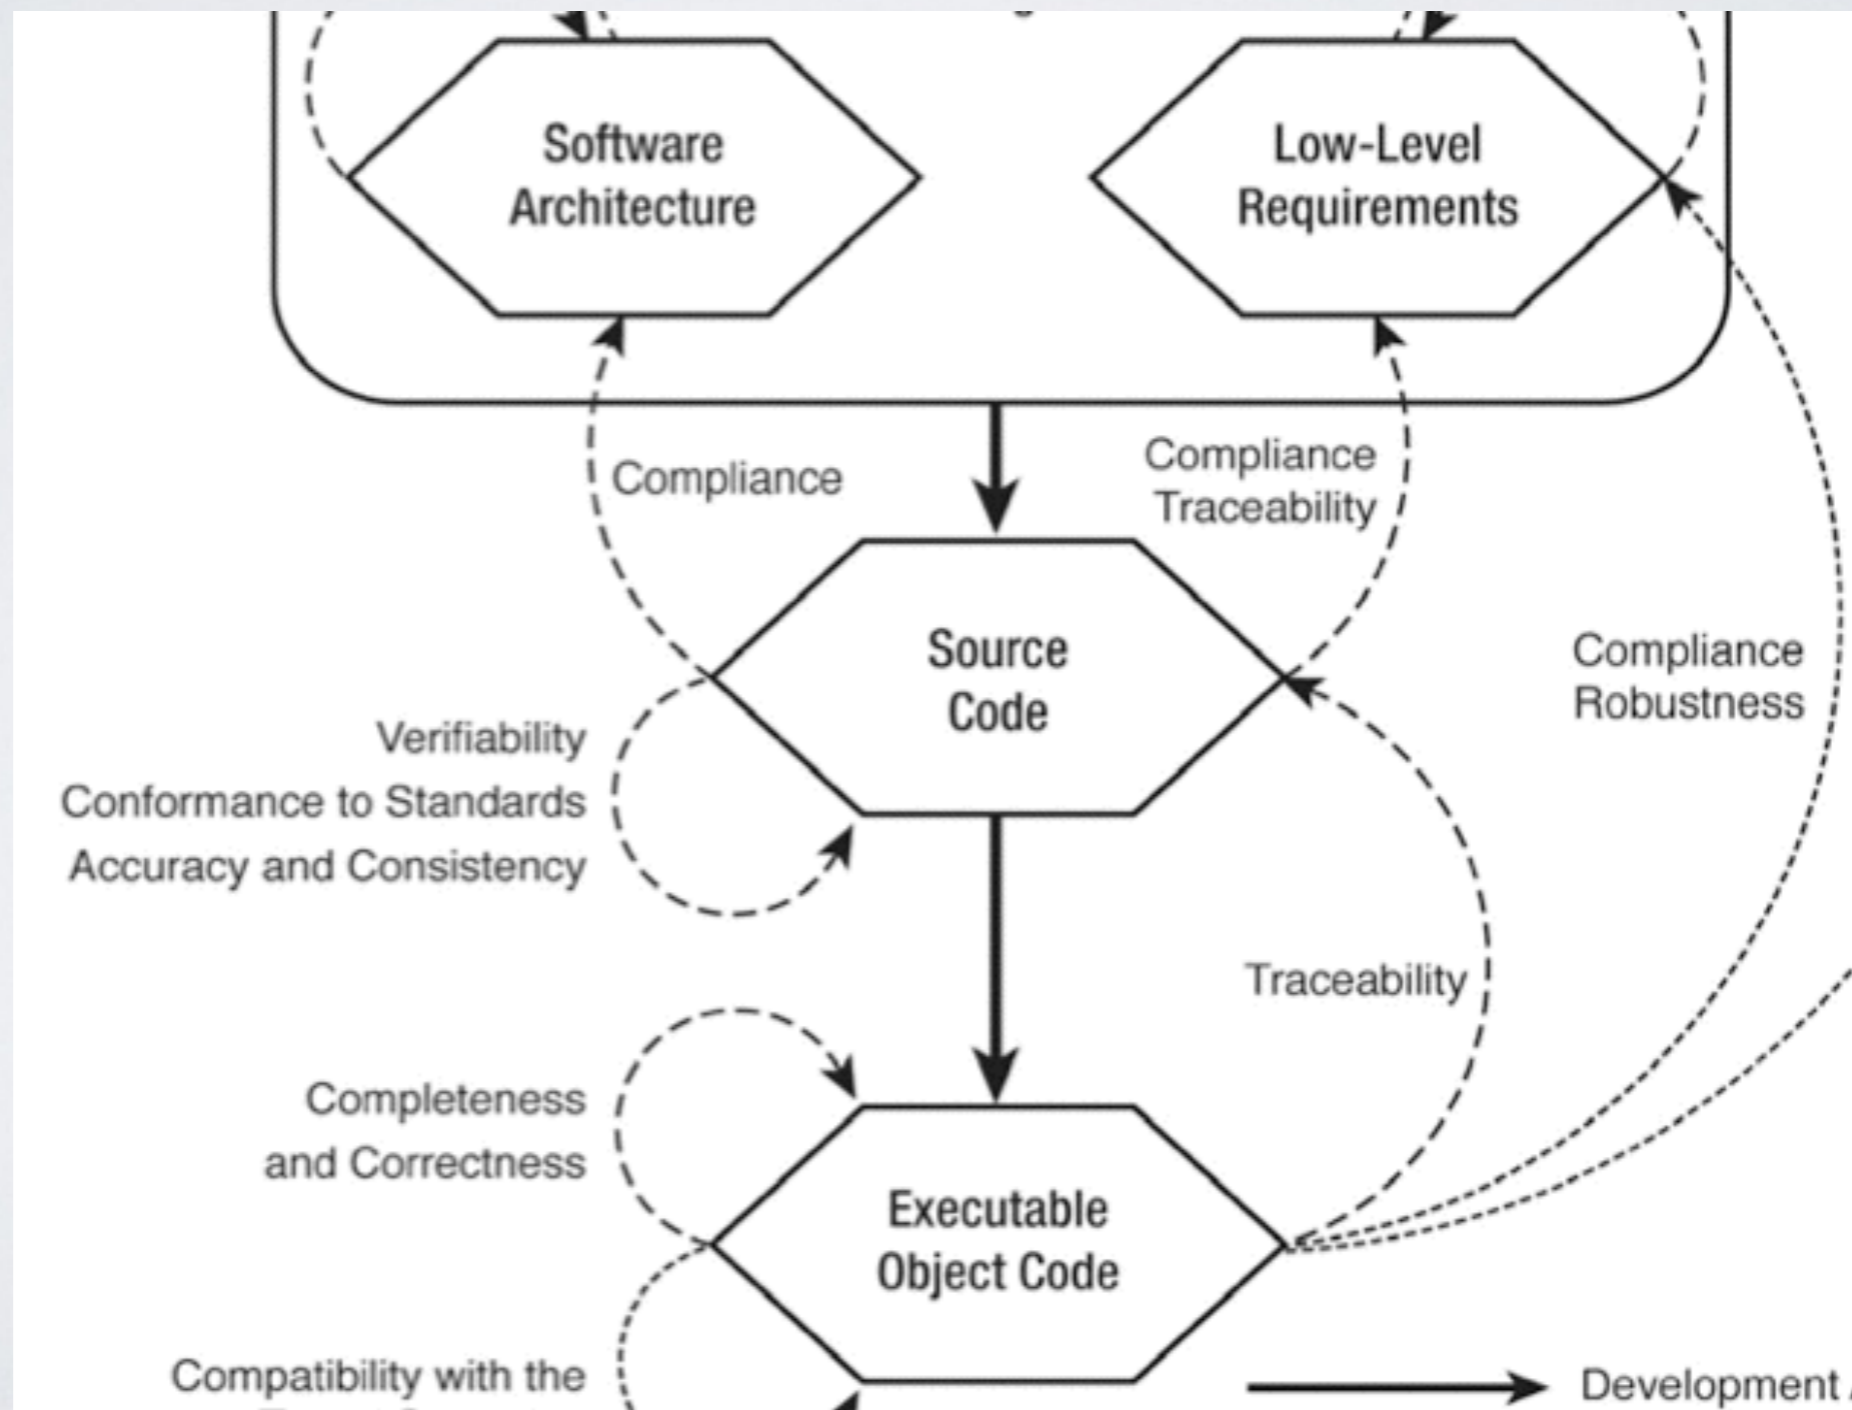 Software
Architecture
Low-Level
Requirements
Compliance
Compliance
Traceability
Source
Code
Compliance
Robustness
Verifiability
Conformance to Standards
Accuracy and Consistency
Traceability
Completeness
and Correctness
Executable
Object Code
Compatibility with the
Development